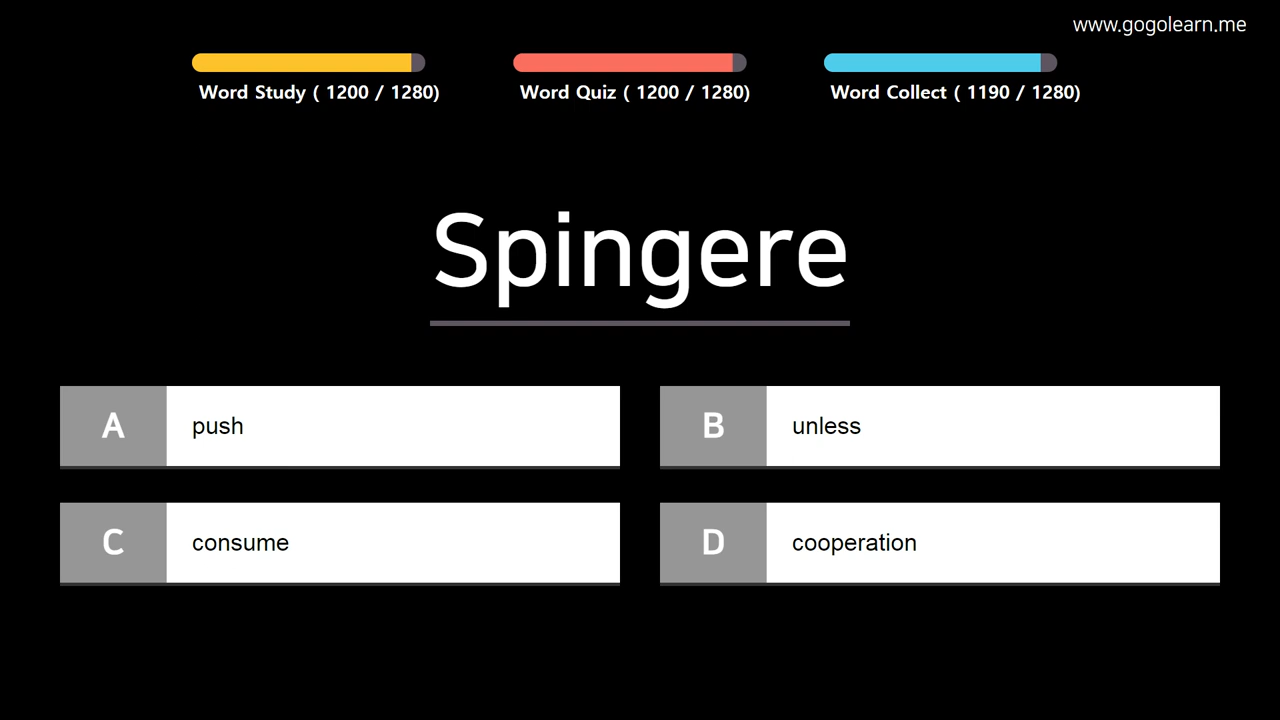 www.gogolearn.me
Word Study ( 1200 / 1280)
Word Quiz ( 1200 / 1280)
Word Collect ( 1190 / 1280)
Spingere
A push
B unless
C consume
D cooperation